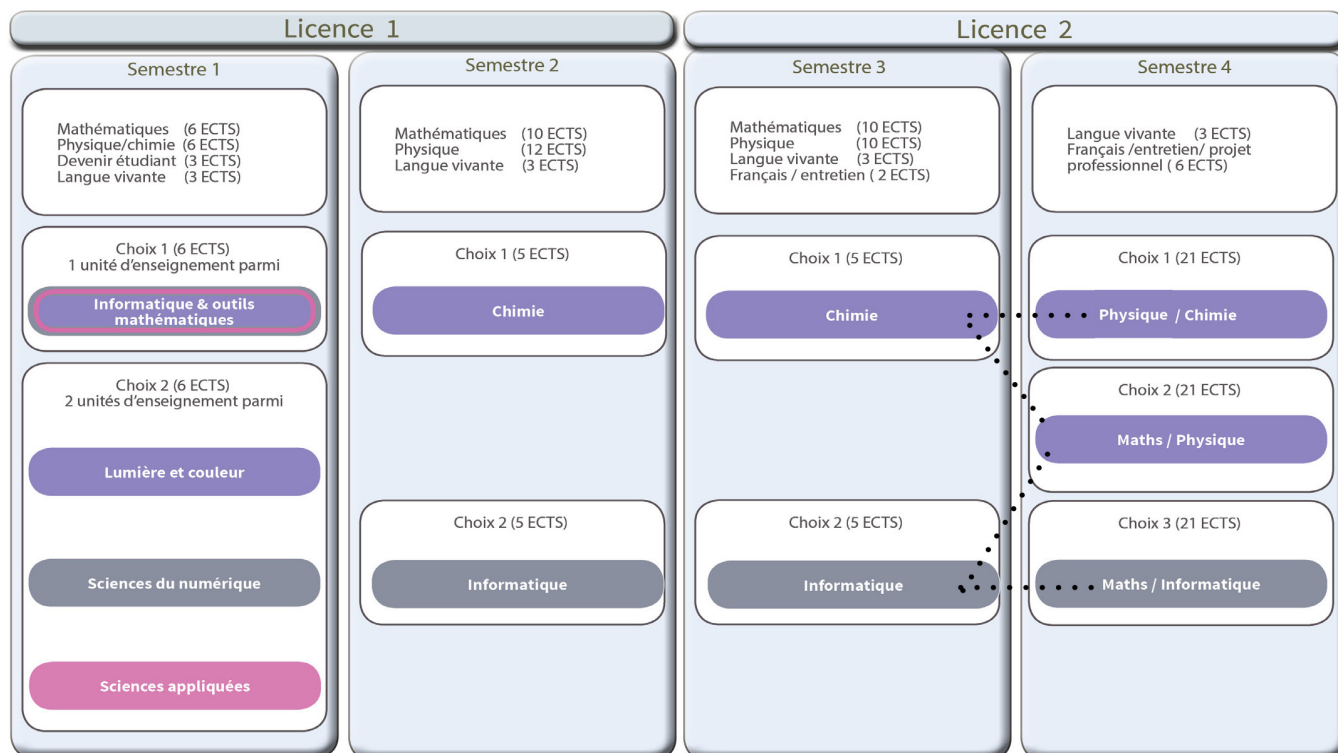 Licence 1
Semestre 1
Mathématiques (6 ECTS)
Physique/chimie (6 ECTS)
Devenir étudiant (3 ECTS)
Langue vivante (3 ECTS)
Choix 1 (6 ECTS)
1 unité d’enseignement parmi
Informatique & outils
mathématiques
Choix 2 (6 ECTS)
2 unités d’enseignement parmi
Lumière et couleur
Sciences du numérique
Sciences appliquées
Semestre 2
Mathématiques (10 ECTS)
Physique (12 ECTS)
Langue vivante (3 ECTS)
Choix 1 (5 ECTS)
Chimie
Choix 2 (5 ECTS)
Informatique
Licence 2
Semestre 3
Mathématiques (10 ECTS)
Physique (10 ECTS)
Langue vivante (3 ECTS)
Français / entretien ( 2 ECTS)
Choix 1 (5 ECTS)
Chimie
Choix 2 (5 ECTS)
Informatique
Semestre 4
Langue vivante (3 ECTS)
Français /entretien/ projet
professionnel ( 6 ECTS)
Choix 1 (21 ECTS)
Physique / Chimie
Choix 2 (21 ECTS)
Maths / Physique
Choix 3 (21 ECTS)
Maths / Informatique